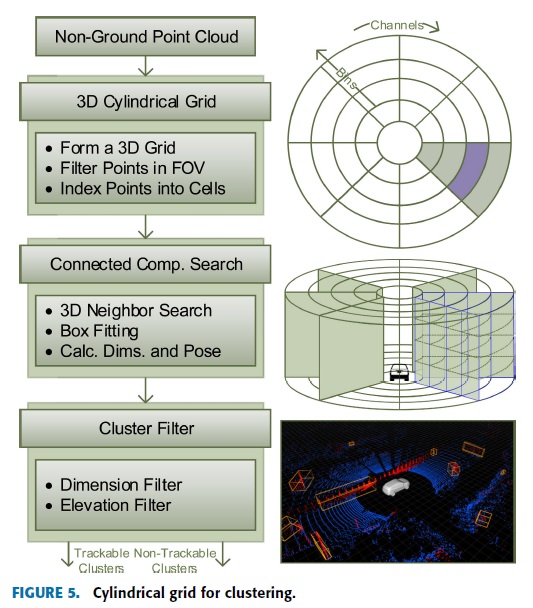 Non-Ground Point Cloud
3D Cylindrical Grid
• Form a 3D Grid
• Filter Points in FOV
• Index Points into Cells
Connected Comp. Search
• 3D Neighbor Search
• Box Fitting
• Calc. Dims. and Pose
Cluster Filter
• Dimension Filter
• Elevation Filter
Trackable Non-Trackable
Clusters Clusters
Channels
Bins
FIGURE 5. Cylindrical grid for clustering.